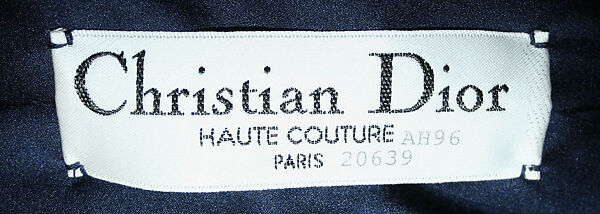 Christian Dior
HAUTE COUTURE AH96
PARIS 20639